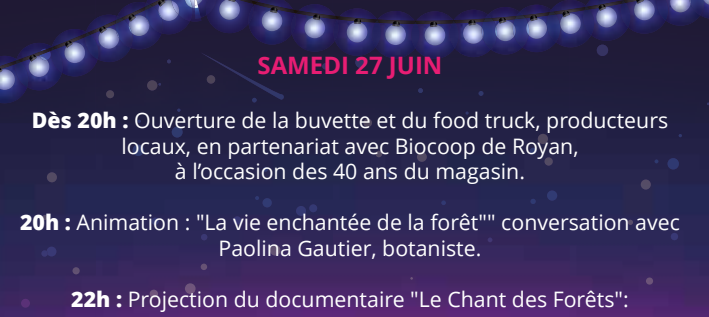 SAMEDI 27 JUIN
Dès 20h : Ouverture de la buvette et du food truck, producteurs
locaux, en partenariat avec Biocoop de Royan,
à l'occasion des 40 ans du magasin.
20h : Animation : "La vie enchantée de la forêt"" conversation avec
Paolina Gautier, botaniste.
22h : Projection du documentaire "Le Chant des Forêts":